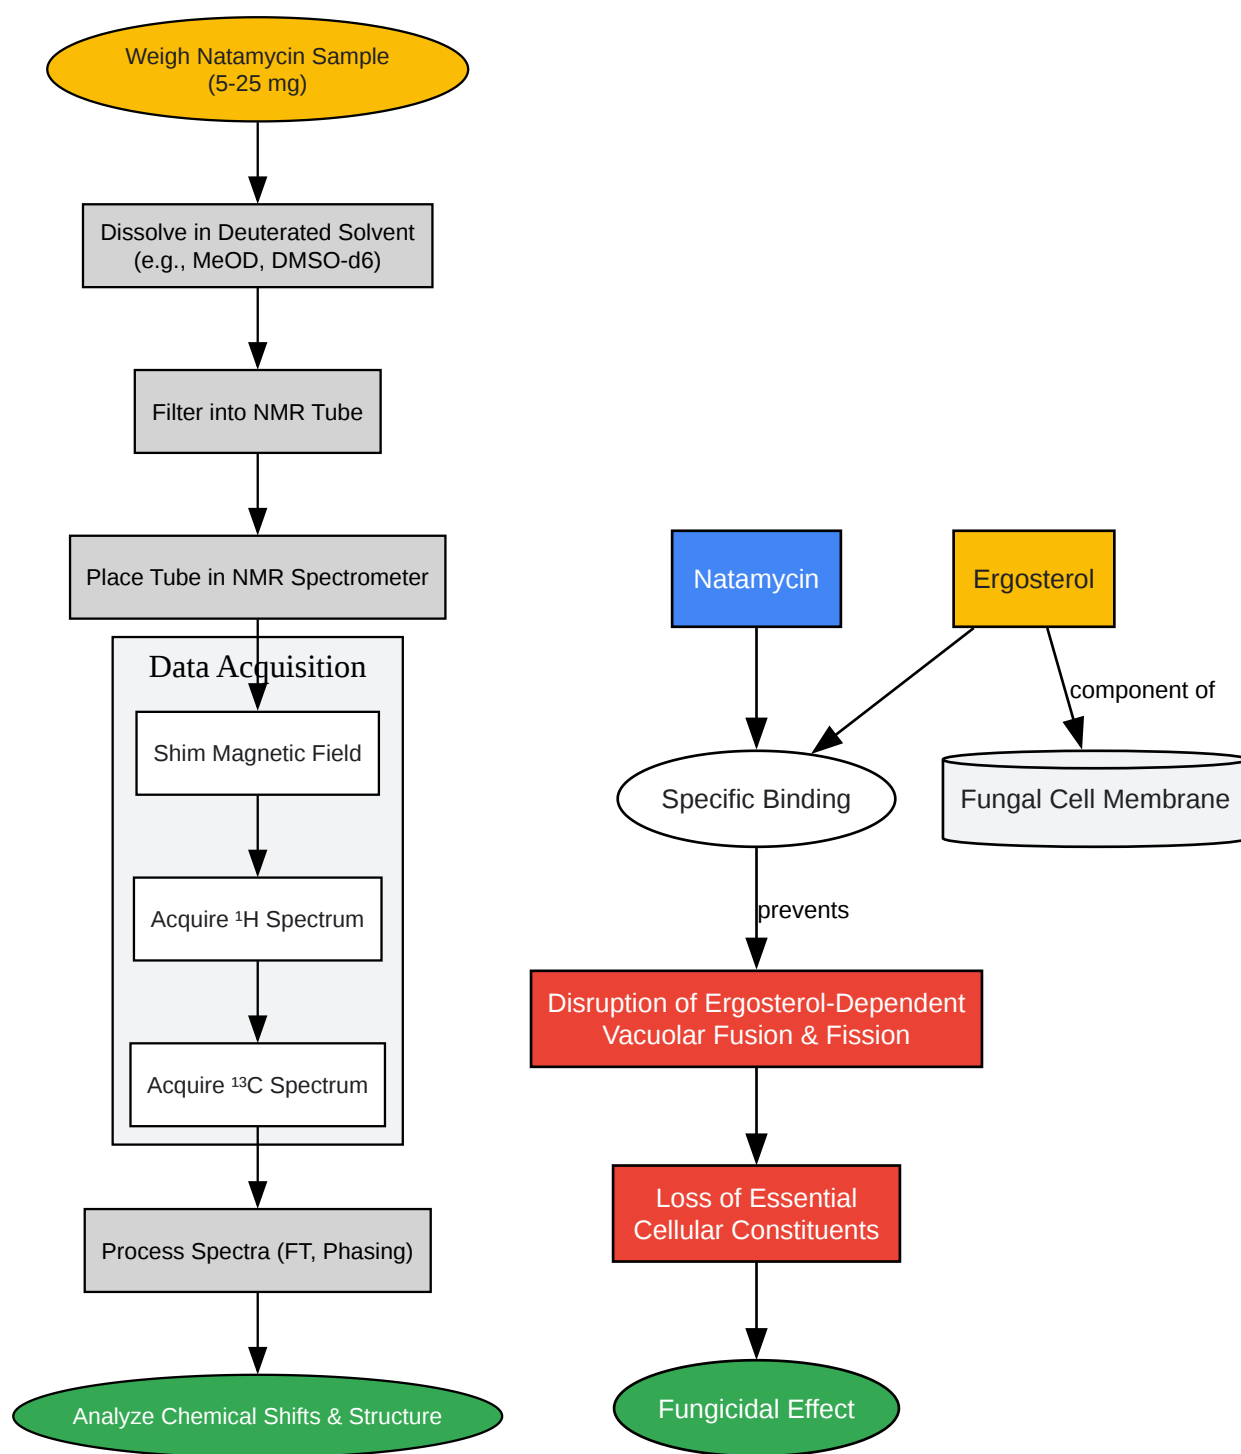 Weigh Natamycin Sample
(5-25 mg)
Dissolve in Deuterated Solvent
(e.g., MeOD, DMSO-d6)
Filter into NMR Tube
Place Tube in NMR Spectrometer
Data Acquisition
Shim Magnetic Field
Acquire ¹H Spectrum
Acquire ¹³C Spectrum
Process Spectra (FT, Phasing)
Analyze Chemical Shifts & Structure
Natamycin
Ergosterol
component of
Specific Binding
Fungal Cell Membrane
prevents
Disruption of Ergosterol-Dependent
Vacuolar Fusion & Fission
Loss of Essential
Cellular Constituents
Fungicidal Effect